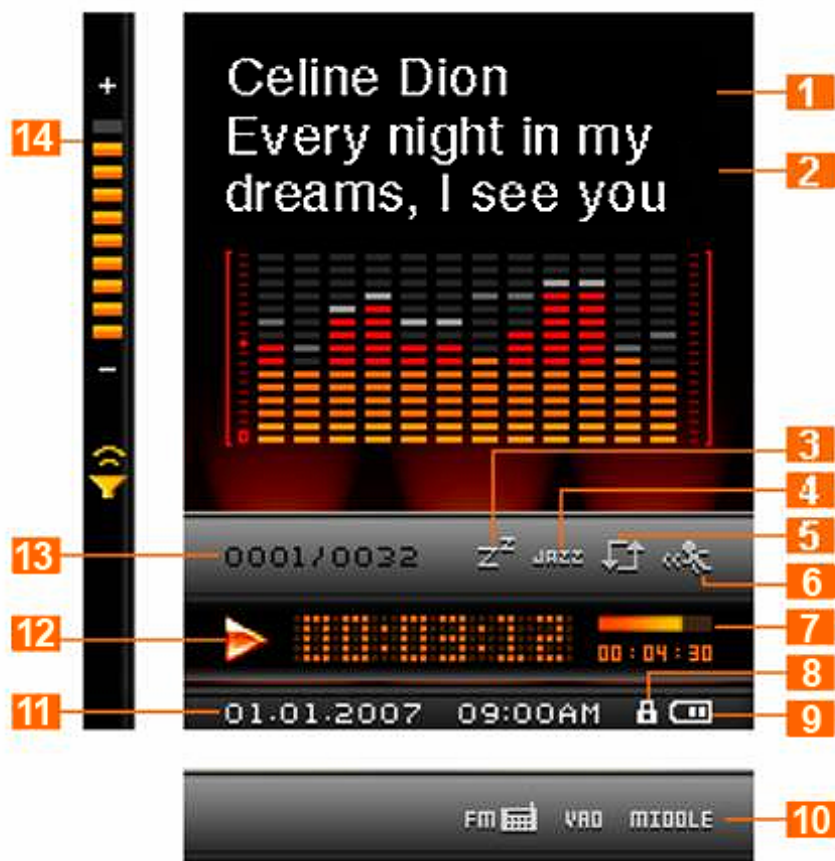 +
14
-
Celine Dion
Every night in my
dreams, I see you
1
2
3
4
5
6
13
0001/0032
zz
JAZZ
12
00:03:12
00:04:30
7
8
11
01.01.2007 09:00AM
9
FM VAD MIDDLE
10